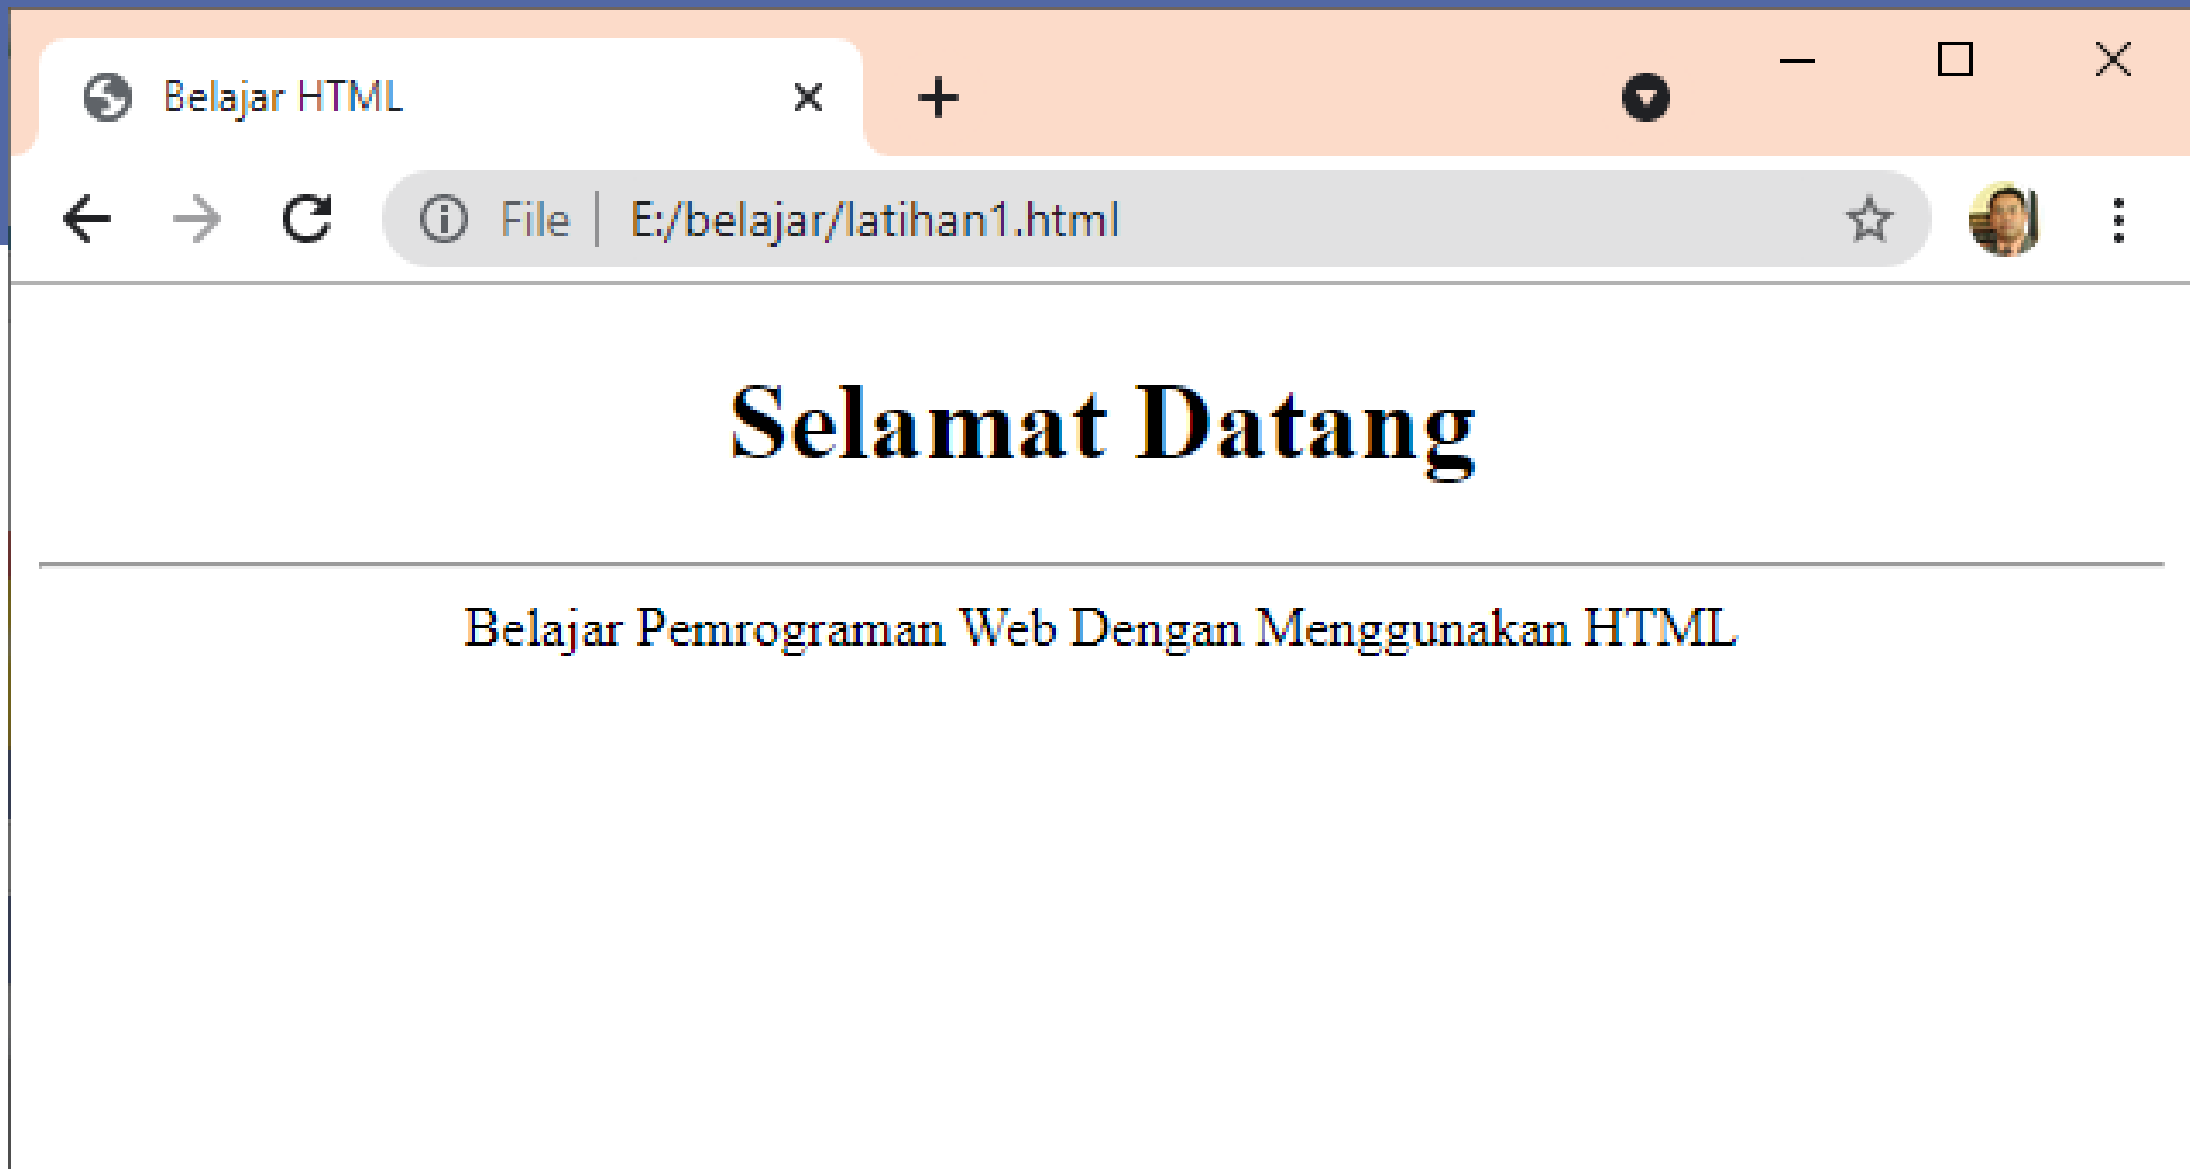 Belajar HTML
File E:/belajar/latihan1.html
Selamat Datang
Belajar Pemrograman Web Dengan Menggunakan HTML